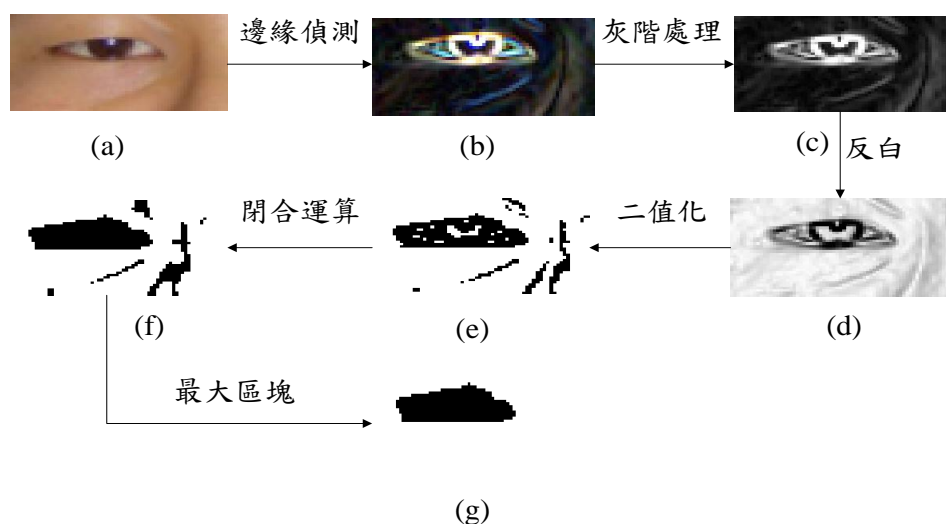 邊緣偵測
灰階處理
(a)
(b)
(c)
反白
閉合運算
二值化
(f)
(e)
(d)
最大區塊
(g)